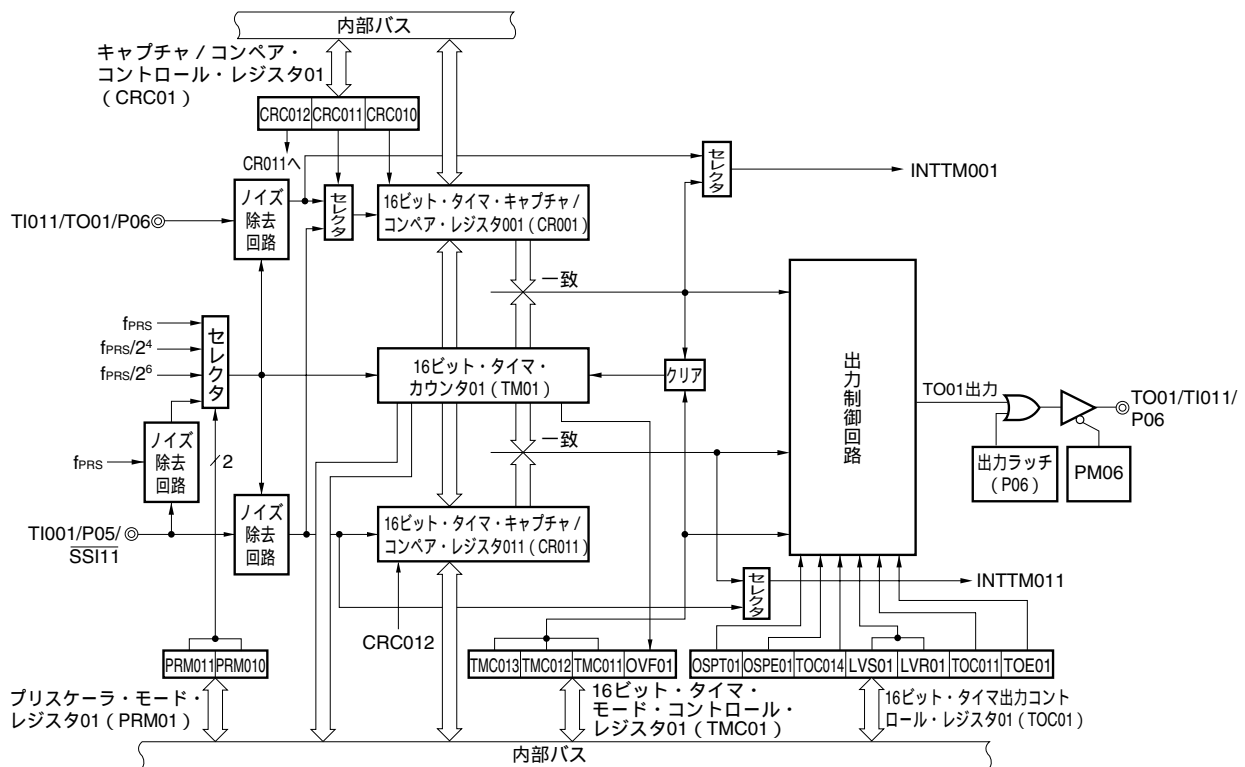 内部バス
キャプチャ / コンペア・
コントロール・レジスタ01
( CRC01 )
CRC012 CRC011 CRC010
CR011へ
TI011/TO01/P06
ノイズ
除去
回路
セレクタ
16ビット・タイマ・キャプチャ /
コンペア・レジスタ001 ( CR001 )
セレクタ
INTTM001
一致
fPRS
fPRS/2⁴
fPRS/2⁶
セレクタ
16ビット・タイマ・
カウンタ01 ( TM01 )
クリア
出力制御回路
TO01出力
TO01/TI011/
P06
出力ラッチ
( P06 )
PM06
fPRS
ノイズ
除去
回路
2
一致
TI001/P05/
SSI11
ノイズ
除去
回路
16ビット・タイマ・キャプチャ /
コンペア・レジスタ011 ( CR011 )
セレクタ
INTTM011
CRC012
PRM011 PRM010
TMC013 TMC012 TMC011 OVF01
OSPT01 OSPE01 TOC014 LVS01 LVR01 TOC011 TOE01
プリスケーラ・モード・
レジスタ01 ( PRM01 )
16ビット・タイマ・
モード・コントロール・
レジスタ01 ( TMC01 )
16ビット・タイマ出力コント
ロール・レジスタ01 ( TOC01 )
内部バス